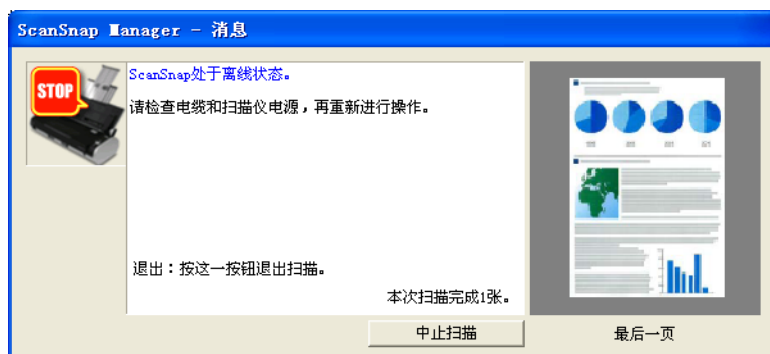 ScanSnap Manager - 消息
STOP
ScanSnap处于离线状态。
请检查电缆和扫描仪电源，再重新进行操作。
退出：按这一按钮退出扫描。
本次扫描完成1张。
中止扫描
最后一页